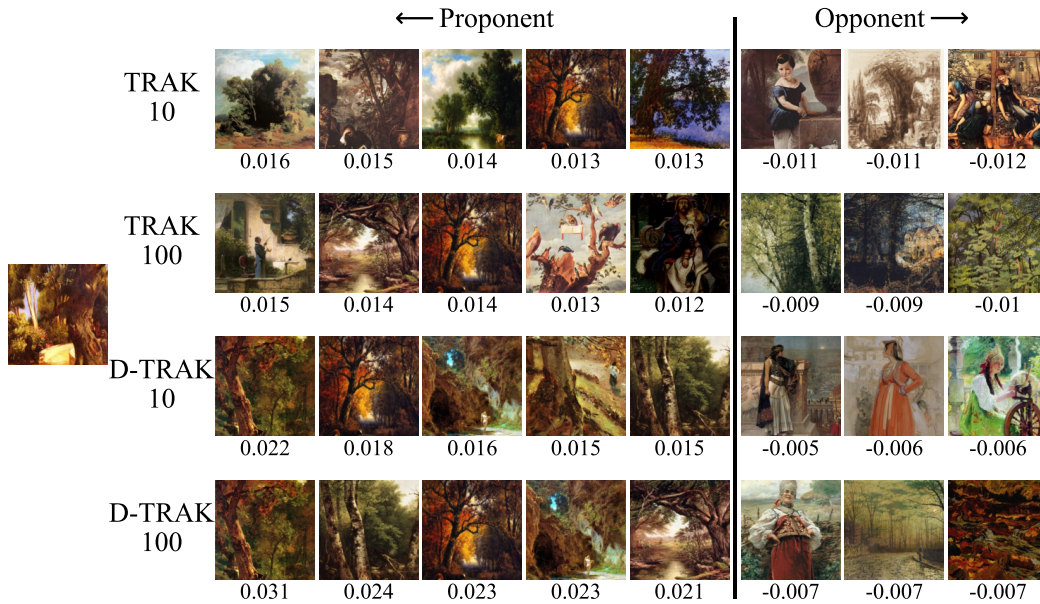 ← Proponent
Opponent →
TRAK
10
0.016 0.015 0.014 0.013 0.013 -0.011 -0.011 -0.012
TRAK
100
0.015 0.014 0.014 0.013 0.012 -0.009 -0.009 -0.01
D-TRAK
10
0.022 0.018 0.016 0.015 0.015 -0.005 -0.006 -0.006
D-TRAK
100
0.031 0.024 0.023 0.023 0.021 -0.007 -0.007 -0.007